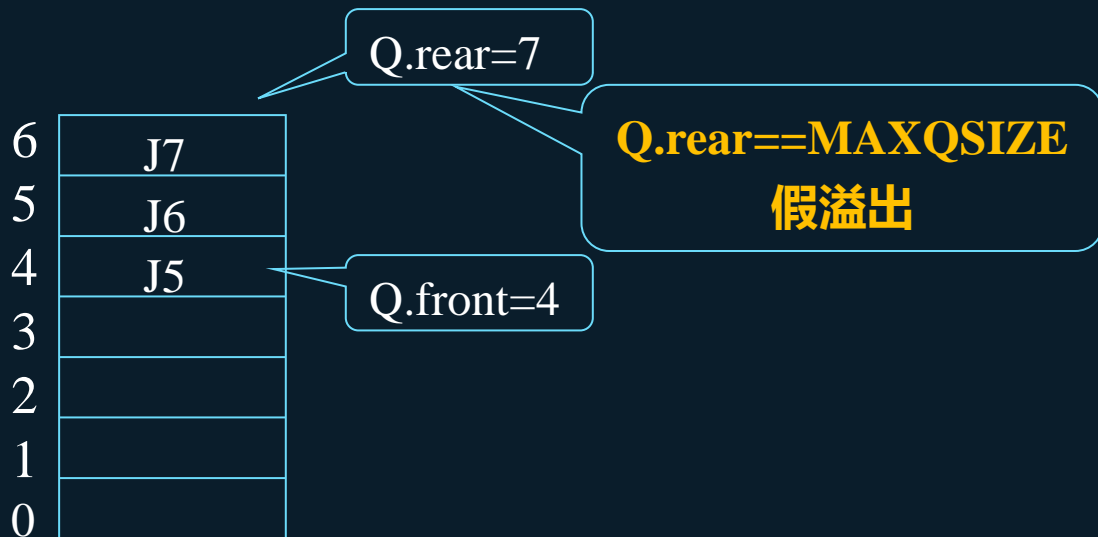 Q.rear=7
Q.rear==MAXQSIZE
假溢出
6 J7
5 J6
4 J5
Q.front=4
3
2
1
0